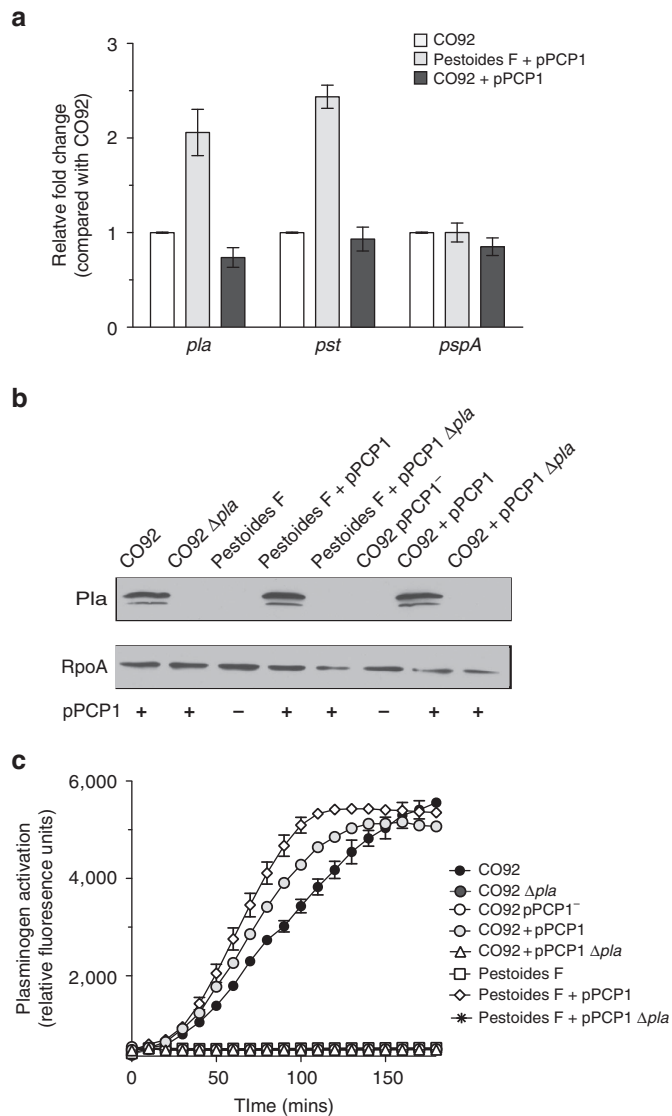 a
3
2
1
0
Relatve fold change
(compared with CO92)
CO92
Pestoides F + pPCP1
CO92 + pPCP1
pla
pst
pspA
b
CO92
CO92 Δpla
Pestoides F
Pestoides F + pPCP1
Pestoides F + pPCP1 Δpla
CO92 pPCP1⁻
CO92 + pPCP1
CO92 + pPCP1 Δpla
Pla
RpoA
pPCP1 + + − + + − + +
c
6,000
4,000
2,000
Plasminogen activation
(relative fluorescence units)
0 50 100 150
TIme (mins)
CO92
CO92 Δpla
CO92 pPCP1⁻
CO92 + pPCP1
CO92 + pPCP1 Δpla
Pestoides F
Pestoides F + pPCP1
Pestoides F + pPCP1 Δpla